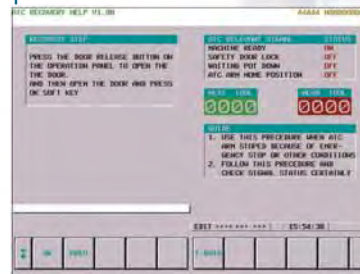 ATC RECOVERY HELP V1.00
RECOVERY STEP
PRESS THE DOOR RELEASE BUTTON ON
THE OPERATION PANEL TO OPEN THE
THE DOOR.
AND THEN OPEN THE DOOR AND PRESS
OK SOFT KEY
ATC RELEVANT SIGNAL STATUS
MACHINE READY ON
SAFETY DOOR LOCK OFF
WAITING POT DOWN OFF
ATC ARM HOME POSITION OFF
NEXT TOOL
0000
0000
GUIDE
1. USE THIS PRECEDURE WHEN ATC
ARM STOPED BECAUSE OF EMER-
GENCY STOP OR OTHER CONDITIONS
2. FOLLOW THIS PRECEDURE AND
CHECK SIGNAL STATUS CERTAINLY
EDIT **** *** *** 15:54:38
OK